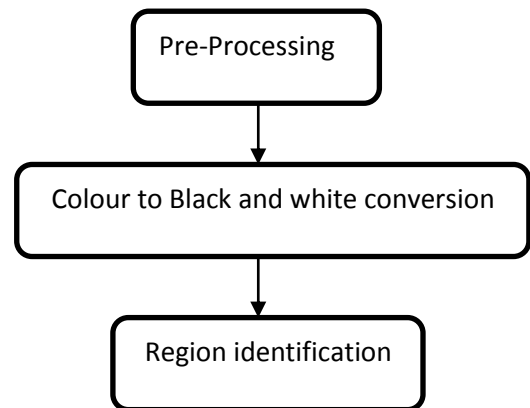 Pre-Processing
Colour to Black and white conversion
Region identification